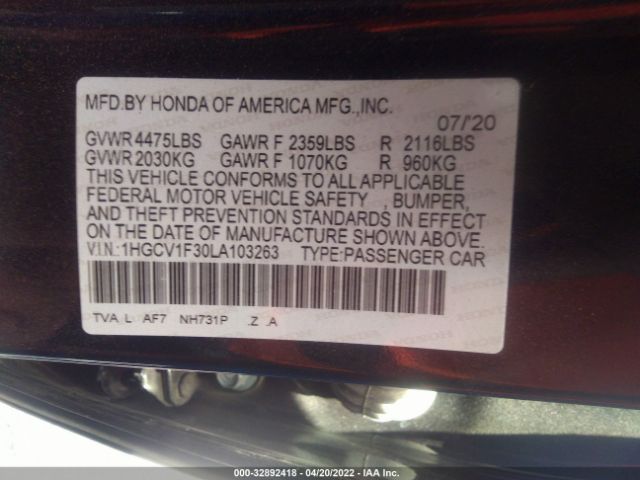 MFD.BY HONDA OF AMERICA MFG.,INC.
07/'20
GVWR 4475LBS GAWR F 2359LBS R 2116LBS
GVWR 2030KG GAWR F 1070KG R 960KG
THIS VEHICLE CONFORMS TO ALL APPLICABLE
FEDERAL MOTOR VEHICLE SAFETY , BUMPER,
AND THEFT PREVENTION STANDARDS IN EFFECT
ON THE DATE OF MANUFACTURE SHOWN ABOVE.
V.I.N.:1HGCV1F30LA103263 TYPE:PASSENGER CAR
TVA L AF7 NH731P .Z .A
000-32892418 - 04/20/2022 - IAA Inc.